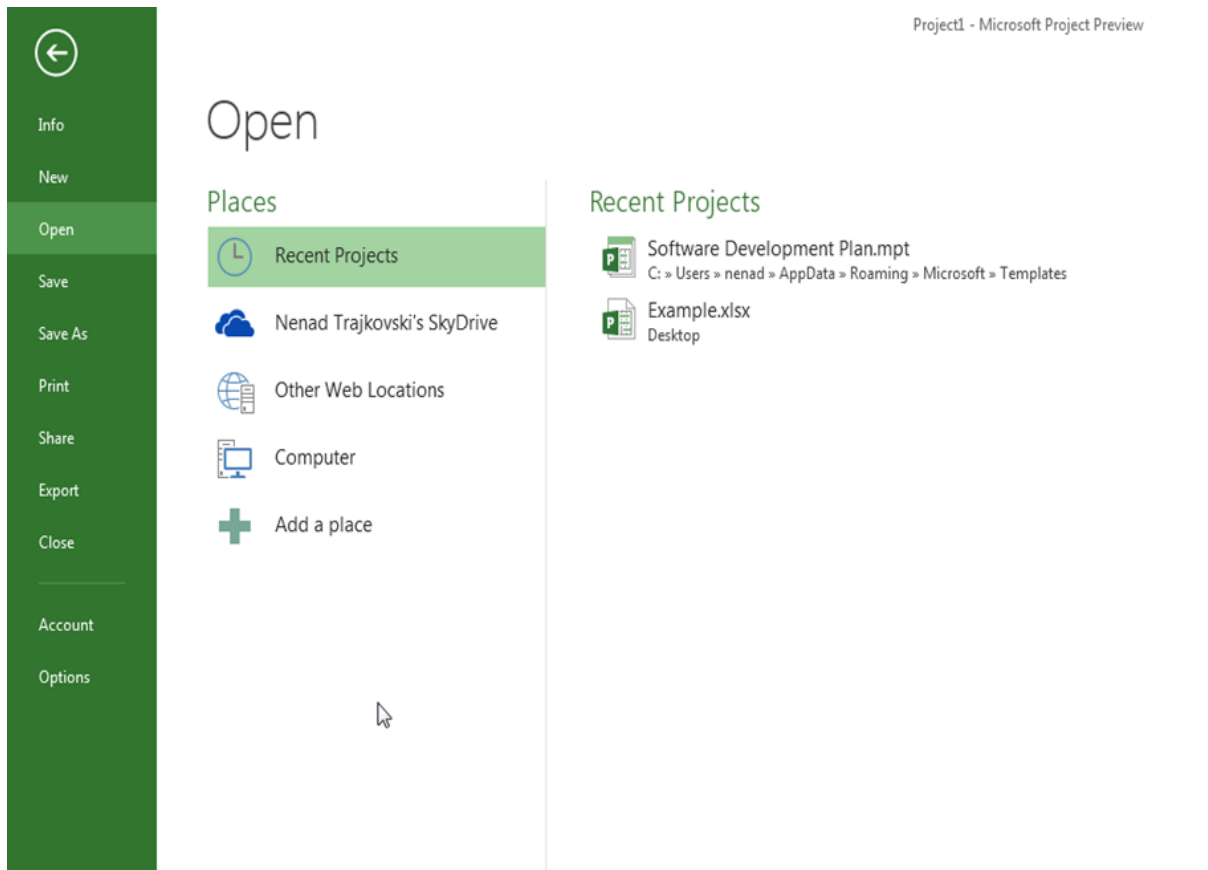 Project1 - Microsoft Project Preview
Info
New
Open
Save
Save As
Print
Share
Export
Close
Account
Options
Open
Places
Recent Projects
Nenad Trajkovski's SkyDrive
Other Web Locations
Computer
Add a place
Recent Projects
Software Development Plan.mpt
C: » Users » nenad » AppData » Roaming » Microsoft » Templates
Example.xlsx
Desktop